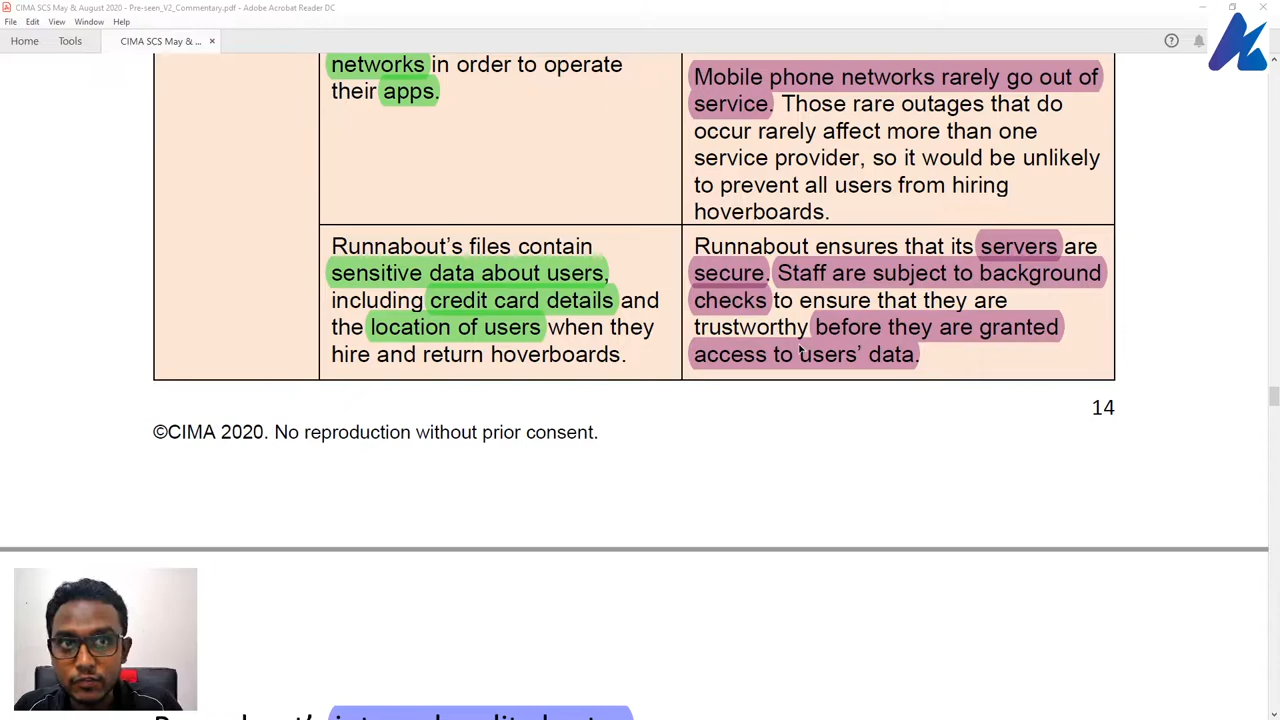 CIMA SCS May & August 2020 - Pre-seen_V2_Commentary.pdf - Adobe Acrobat Reader DC
File Edit View Window Help
Home Tools CIMA SCS May & ... ×
networks in order to operate
their apps.
Mobile phone networks rarely go out of
service. Those rare outages that do
occur rarely affect more than one
service provider, so it would be unlikely
to prevent all users from hiring
hoverboards.
Runnabout’s files contain
sensitive data about users,
including credit card details and
the location of users when they
hire and return hoverboards.
Runnabout ensures that its servers are
secure. Staff are subject to background
checks to ensure that they are
trustworthy before they are granted
access to users’ data.
14
©CIMA 2020. No reproduction without prior consent.